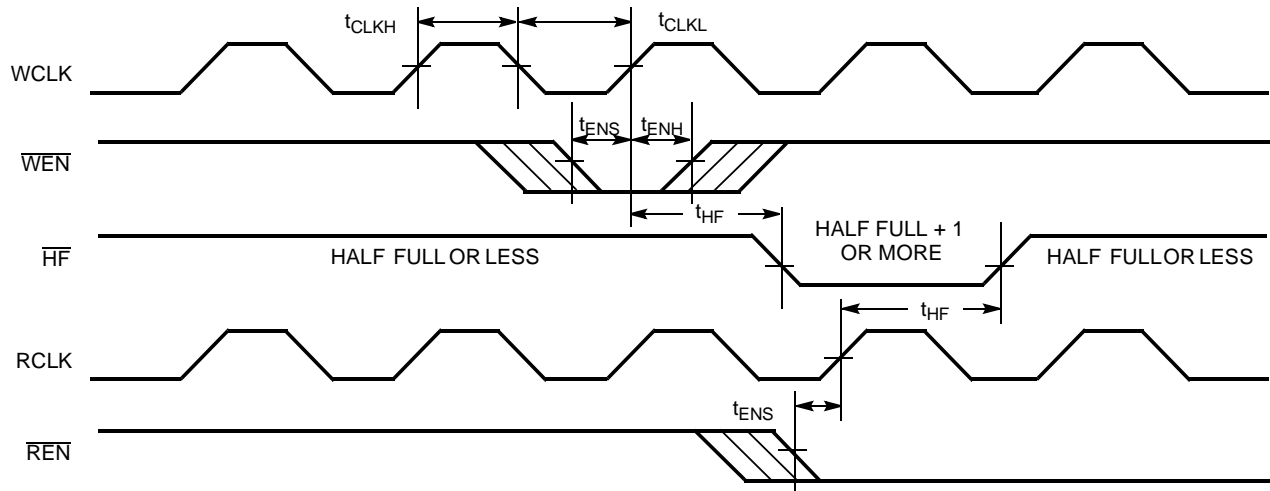 tCLKH
tCLKL
WCLK
tENS
tENH
WEN
tHF
HF
HALF FULL OR LESS
HALF FULL + 1
OR MORE
HALF FULL OR LESS
tHF
RCLK
tENS
REN